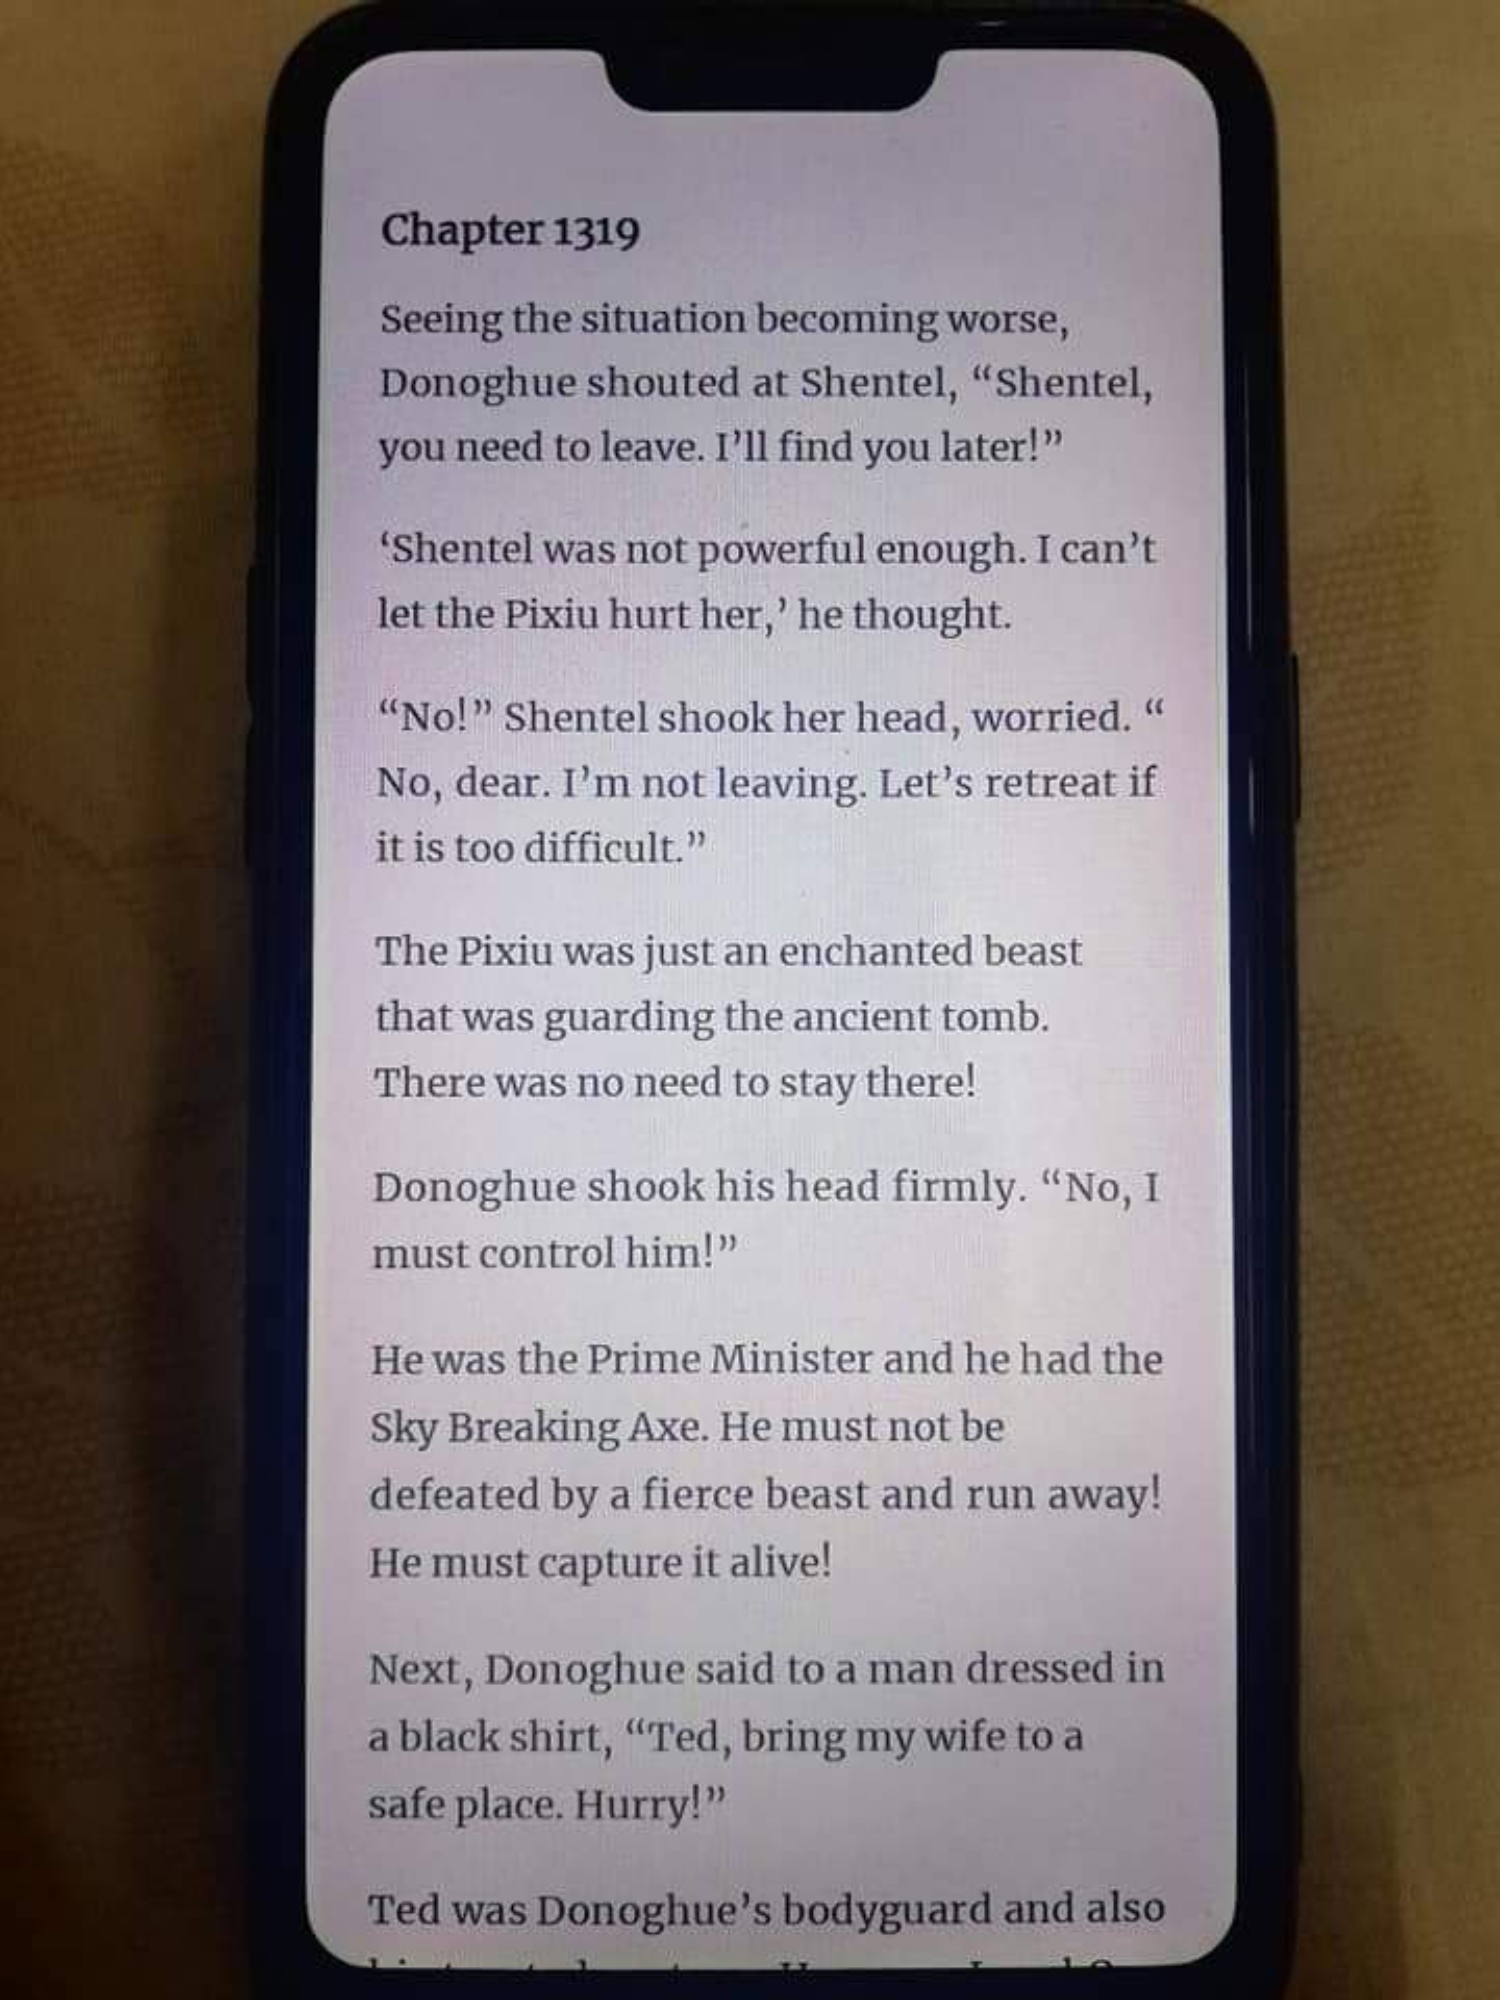 Chapter 1319
Seeing the situation becoming worse,
Donoghue shouted at Shentel, “Shentel,
you need to leave. I’ll find you later!”
‘Shentel was not powerful enough. I can’t
let the Pixiu hurt her,’ he thought.
“No!” Shentel shook her head, worried. “
No, dear. I’m not leaving. Let’s retreat if
it is too difficult.”
The Pixiu was just an enchanted beast
that was guarding the ancient tomb.
There was no need to stay there!
Donoghue shook his head firmly. “No, I
must control him!”
He was the Prime Minister and he had the
Sky Breaking Axe. He must not be
defeated by a fierce beast and run away!
He must capture it alive!
Next, Donoghue said to a man dressed in
a black shirt, “Ted, bring my wife to a
safe place. Hurry!”
Ted was Donoghue’s bodyguard and also